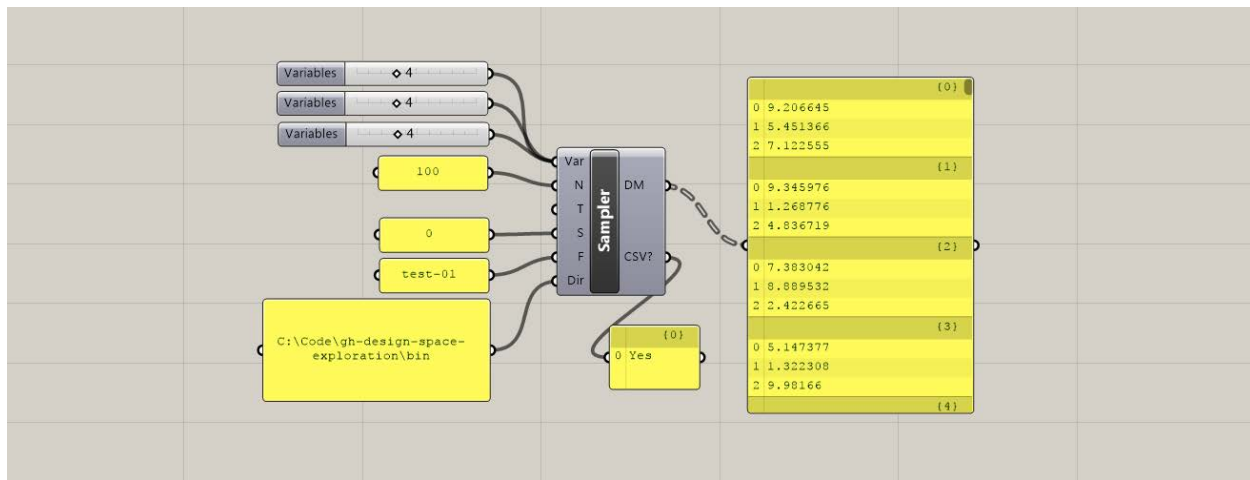 Variables 4
Variables 4
Variables 4
100
0
test-01
C:\Code\gh-design-space-
exploration\bin
Var
N
T
S
F
Dir
Sampler
DM
CSV?
{0}
0 Yes
{0}
0 9.206645
1 5.451366
2 7.122555
{1}
0 9.345976
1 1.268776
2 4.836719
{2}
0 7.383042
1 8.889532
2 2.422665
{3}
0 5.147377
1 1.322308
2 9.98166
{4}